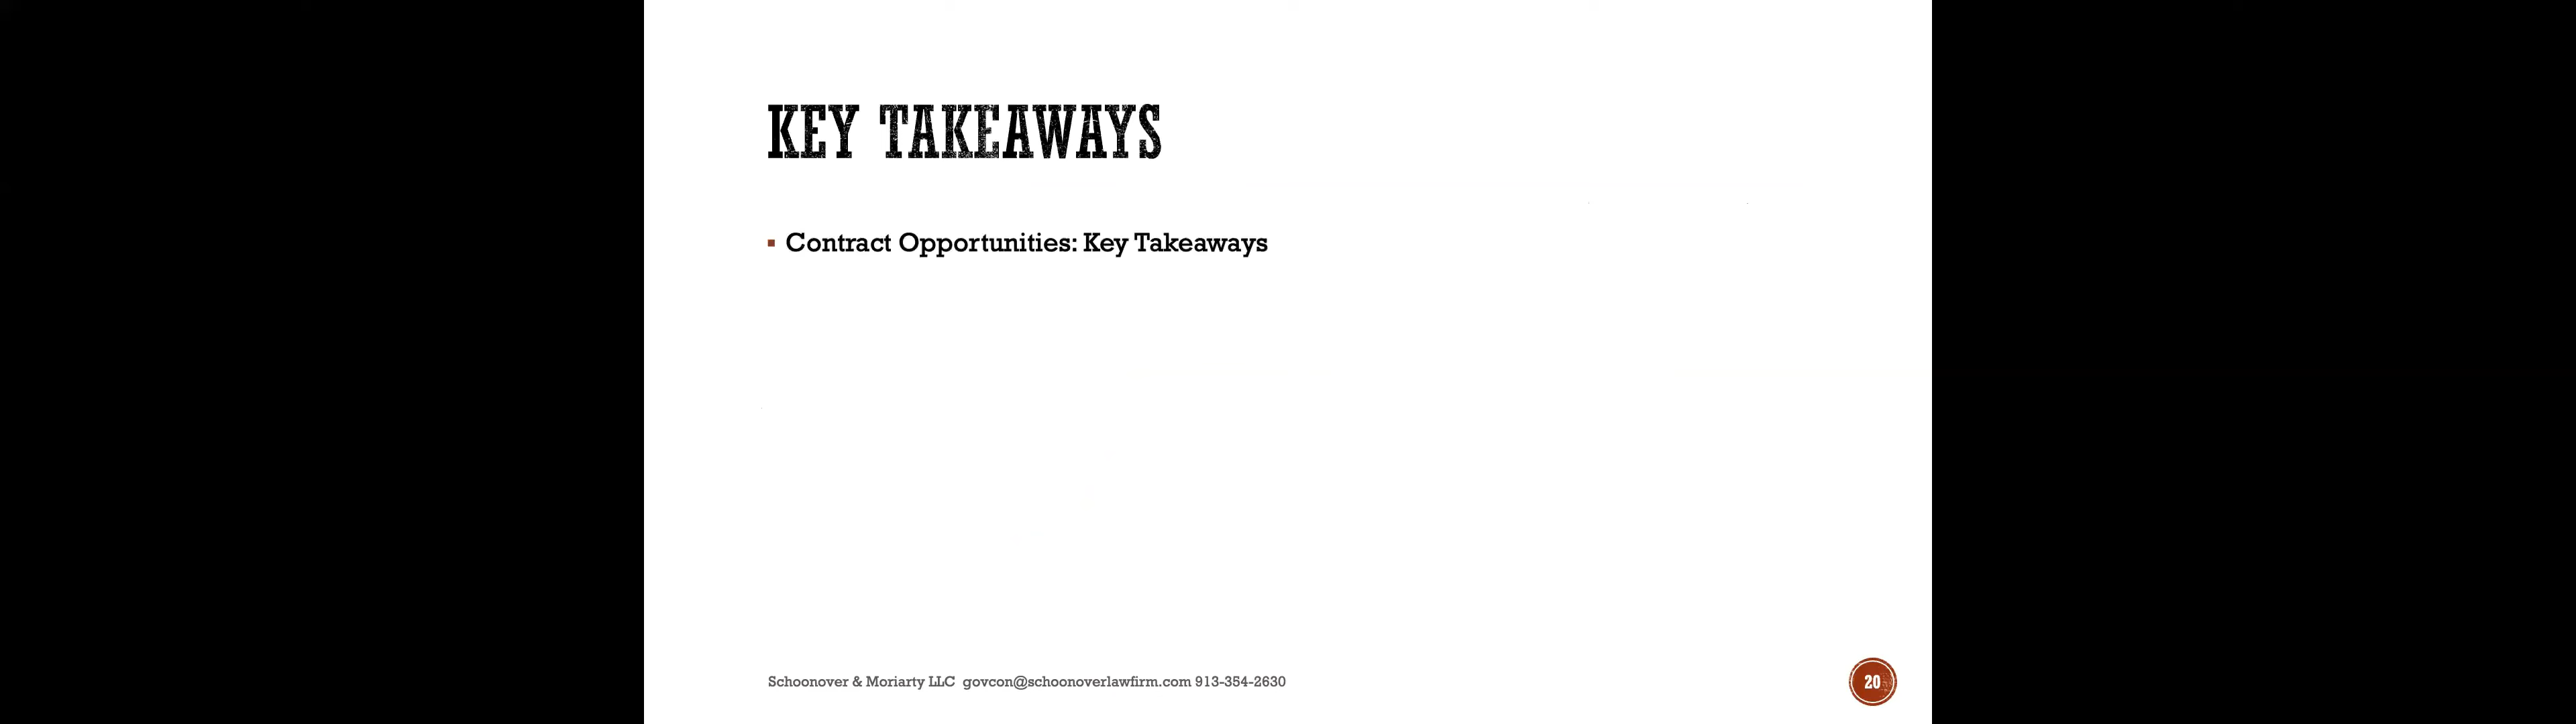 KEY TAKEAWAYS
▪ Contract Opportunities: Key Takeaways
Schoonover & Moriarty LLC govcon@schoonoverlawfirm.com 913-354-2630
20